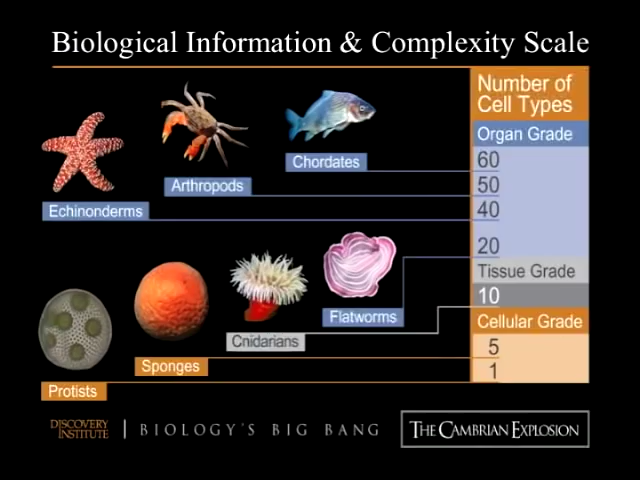 Biological Information & Complexity Scale
Number of
Cell Types
Organ Grade
Chordates
60
Arthropods
50
Echinonderms
40
20
Tissue Grade
10
Flatworms
Cellular Grade
Cnidarians
5
Sponges
1
Protists
DISCOVERY
INSTITUTE
BIOLOGY'S BIG BANG
THE CAMBRIAN EXPLOSION